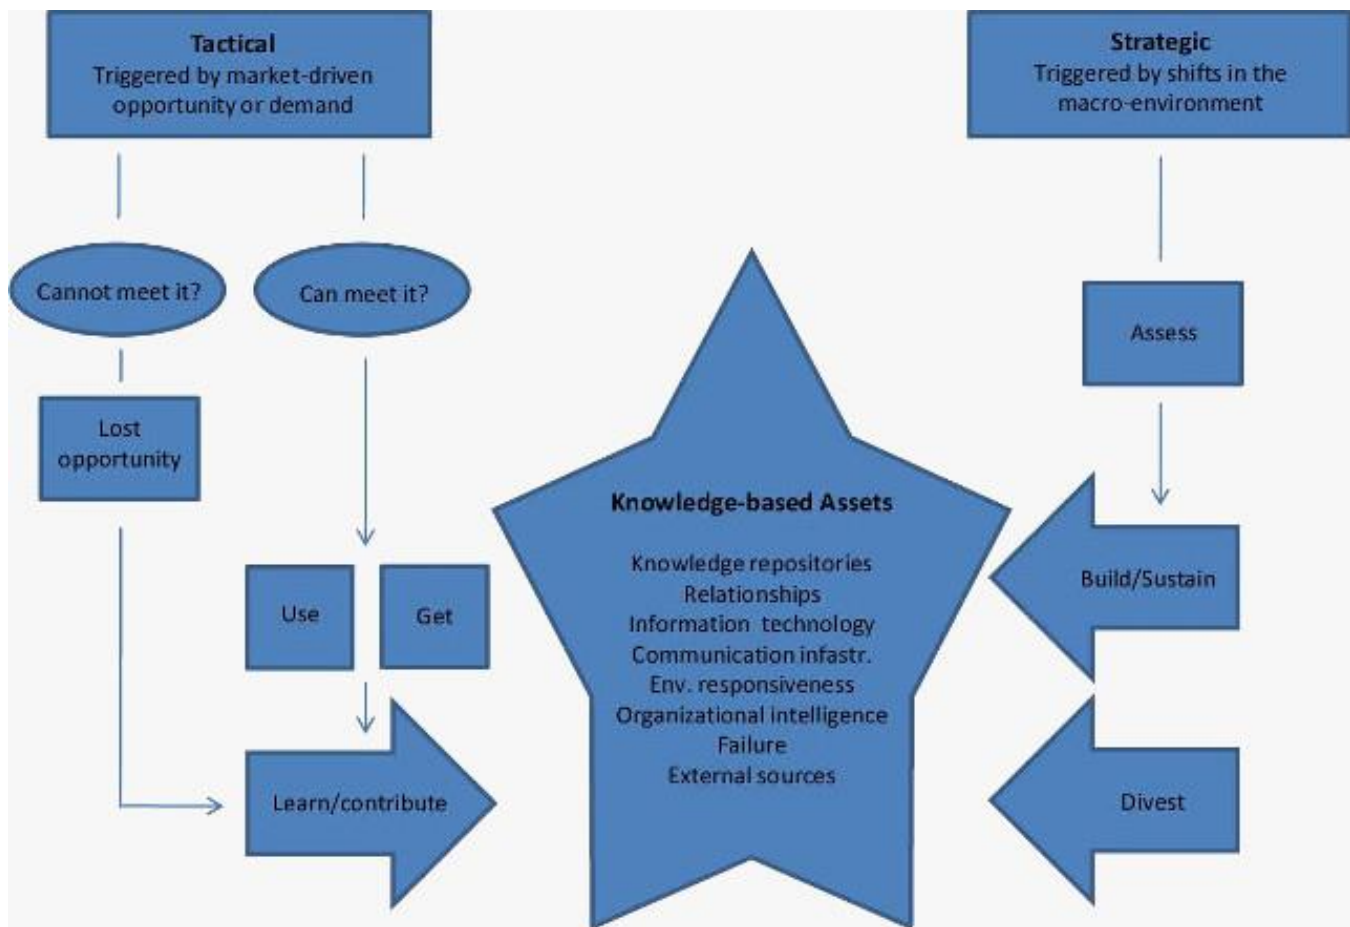 Tactical
Triggered by market-driven
opportunity or demand
Strategic
Triggered by shifts in the
macro-environment
Cannot meet it?
Can meet it?
Assess
Lost
opportunity
Knowledge-based Assets
Knowledge repositories
Relationships
Information technology
Communication infastr.
Env. responsiveness
Organizational intelligence
Failure
External sources
Use
Get
Build/Sustain
Learn/contribute
Divest